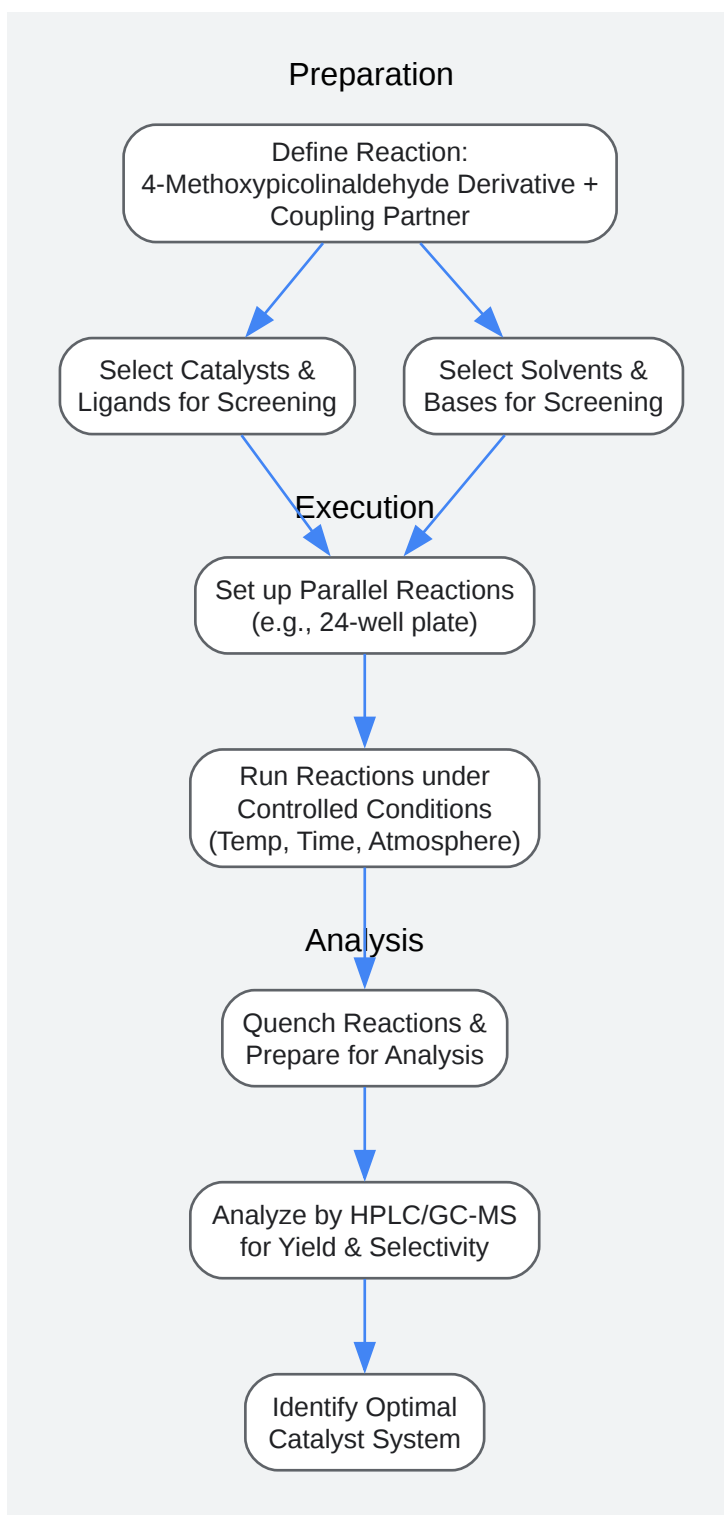 Preparation
Define Reaction:
4-Methoxypicolinaldehyde Derivative +
Coupling Partner
Select Catalysts &
Ligands for Screening
Select Solvents &
Bases for Screening
Execution
Set up Parallel Reactions
(e.g., 24-well plate)
Run Reactions under
Controlled Conditions
(Temp, Time, Atmosphere)
Analysis
Quench Reactions &
Prepare for Analysis
Analyze by HPLC/GC-MS
for Yield & Selectivity
Identify Optimal
Catalyst System